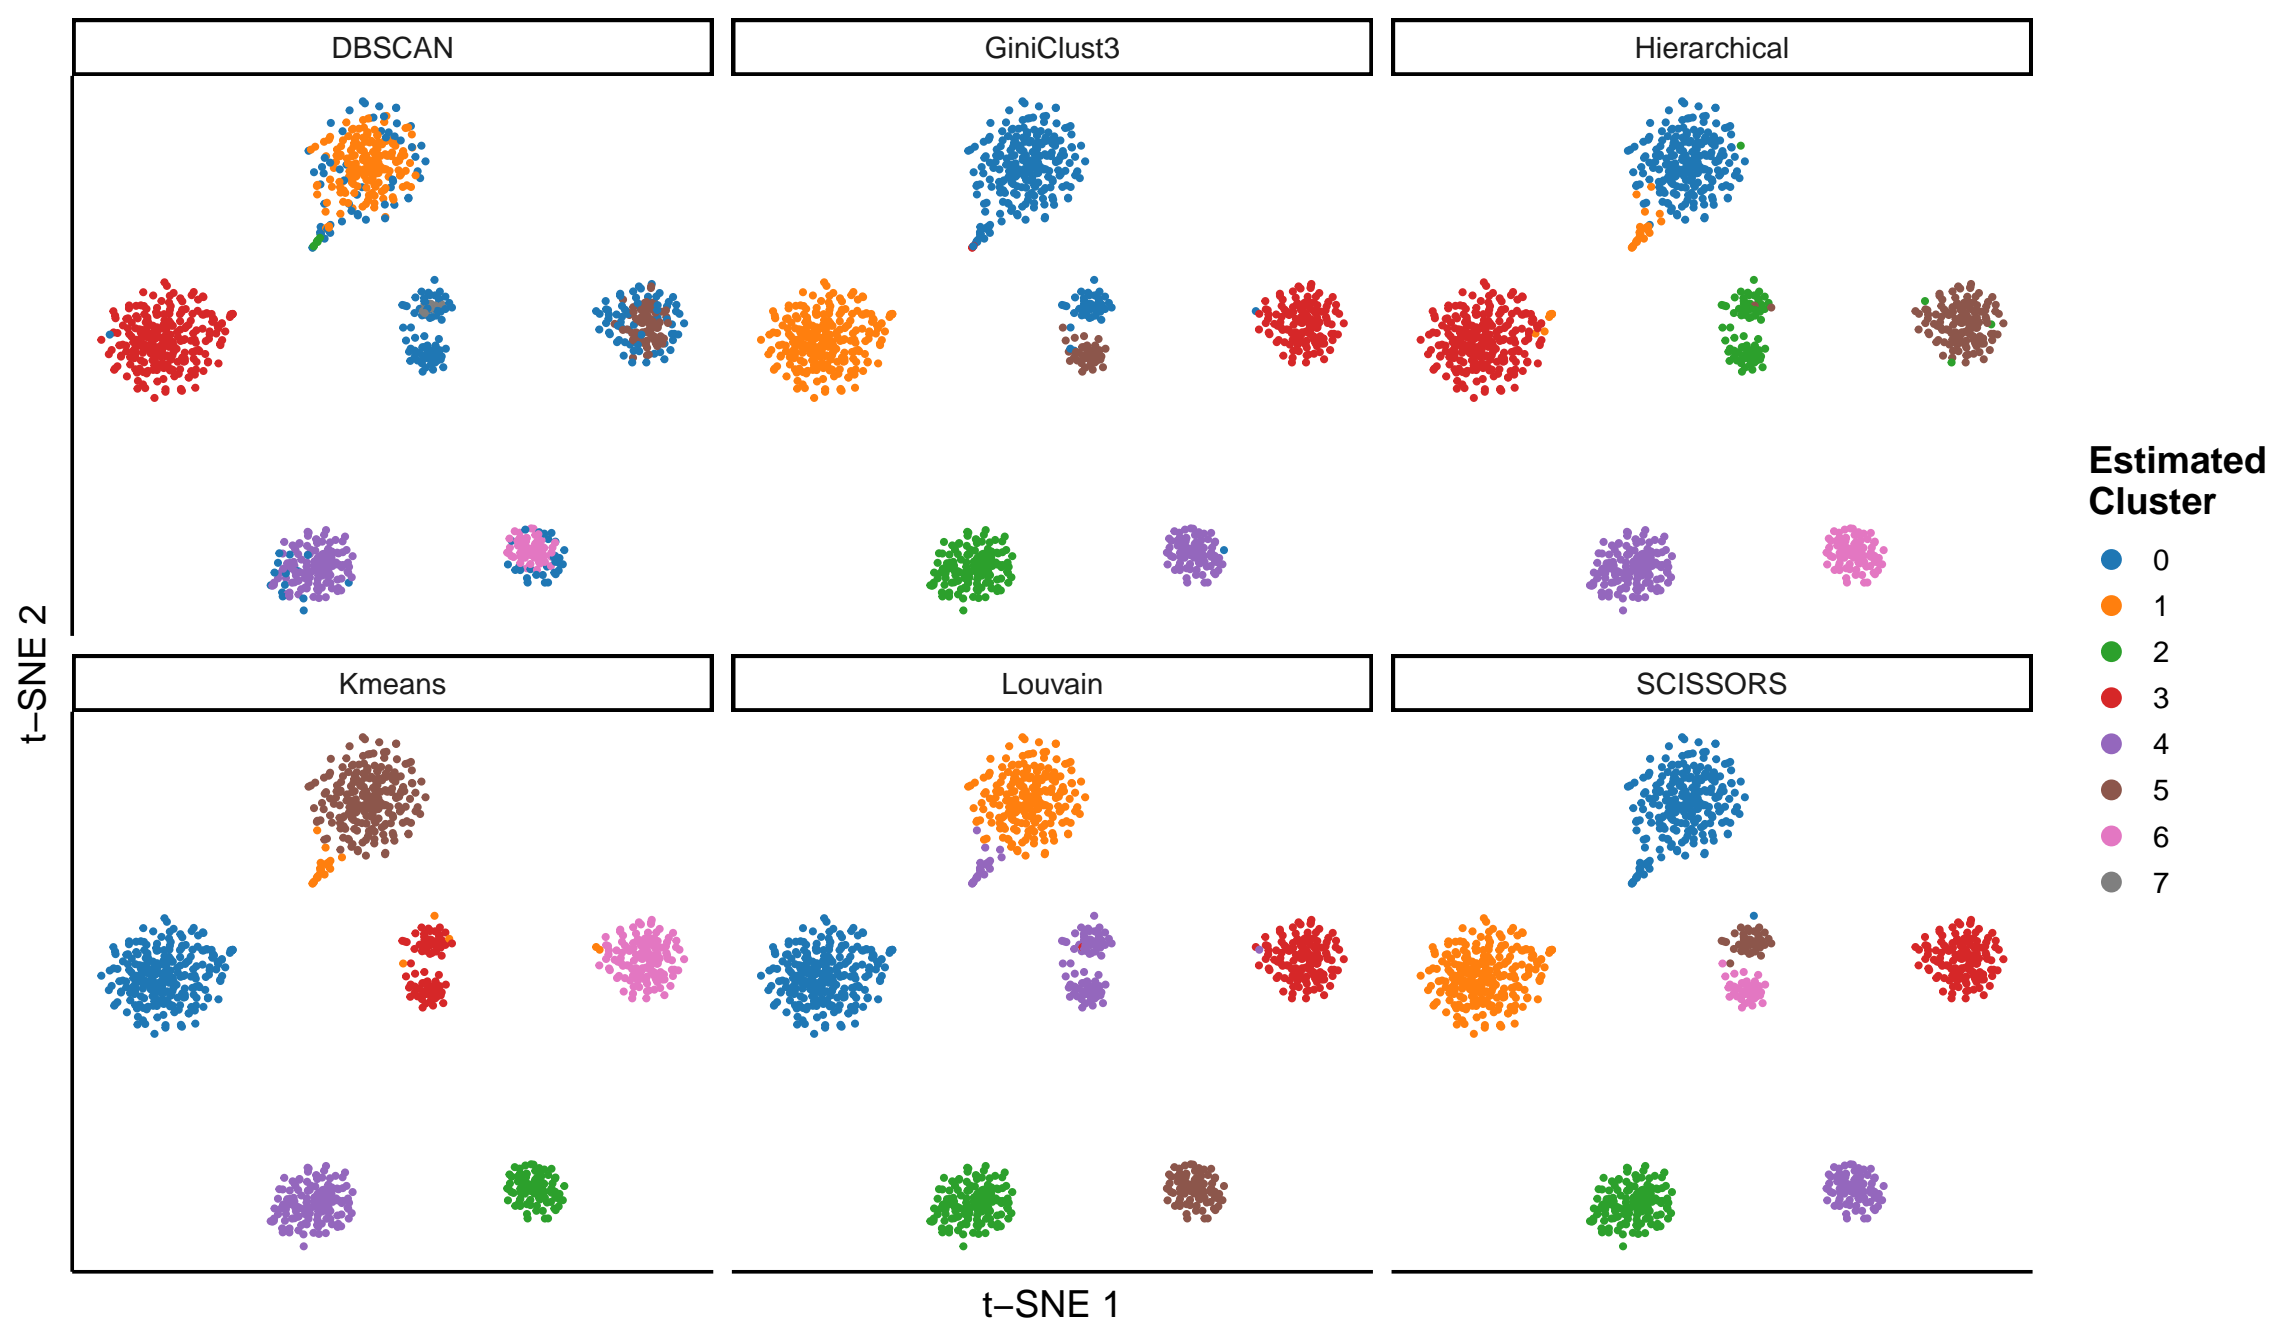 DBSCAN
GiniClust3
Hierarchical
Kmeans
Louvain
SCISSORS
t−SNE 2
t−SNE 1
Estimated
Cluster
0
1
2
3
4
5
6
7